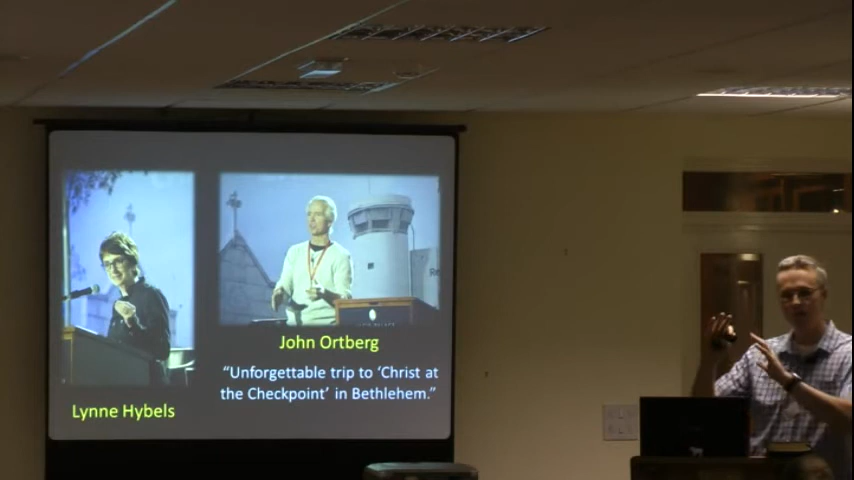 John Ortberg
"Unforgettable trip to 'Christ at
the Checkpoint' in Bethlehem."
Lynne Hybels